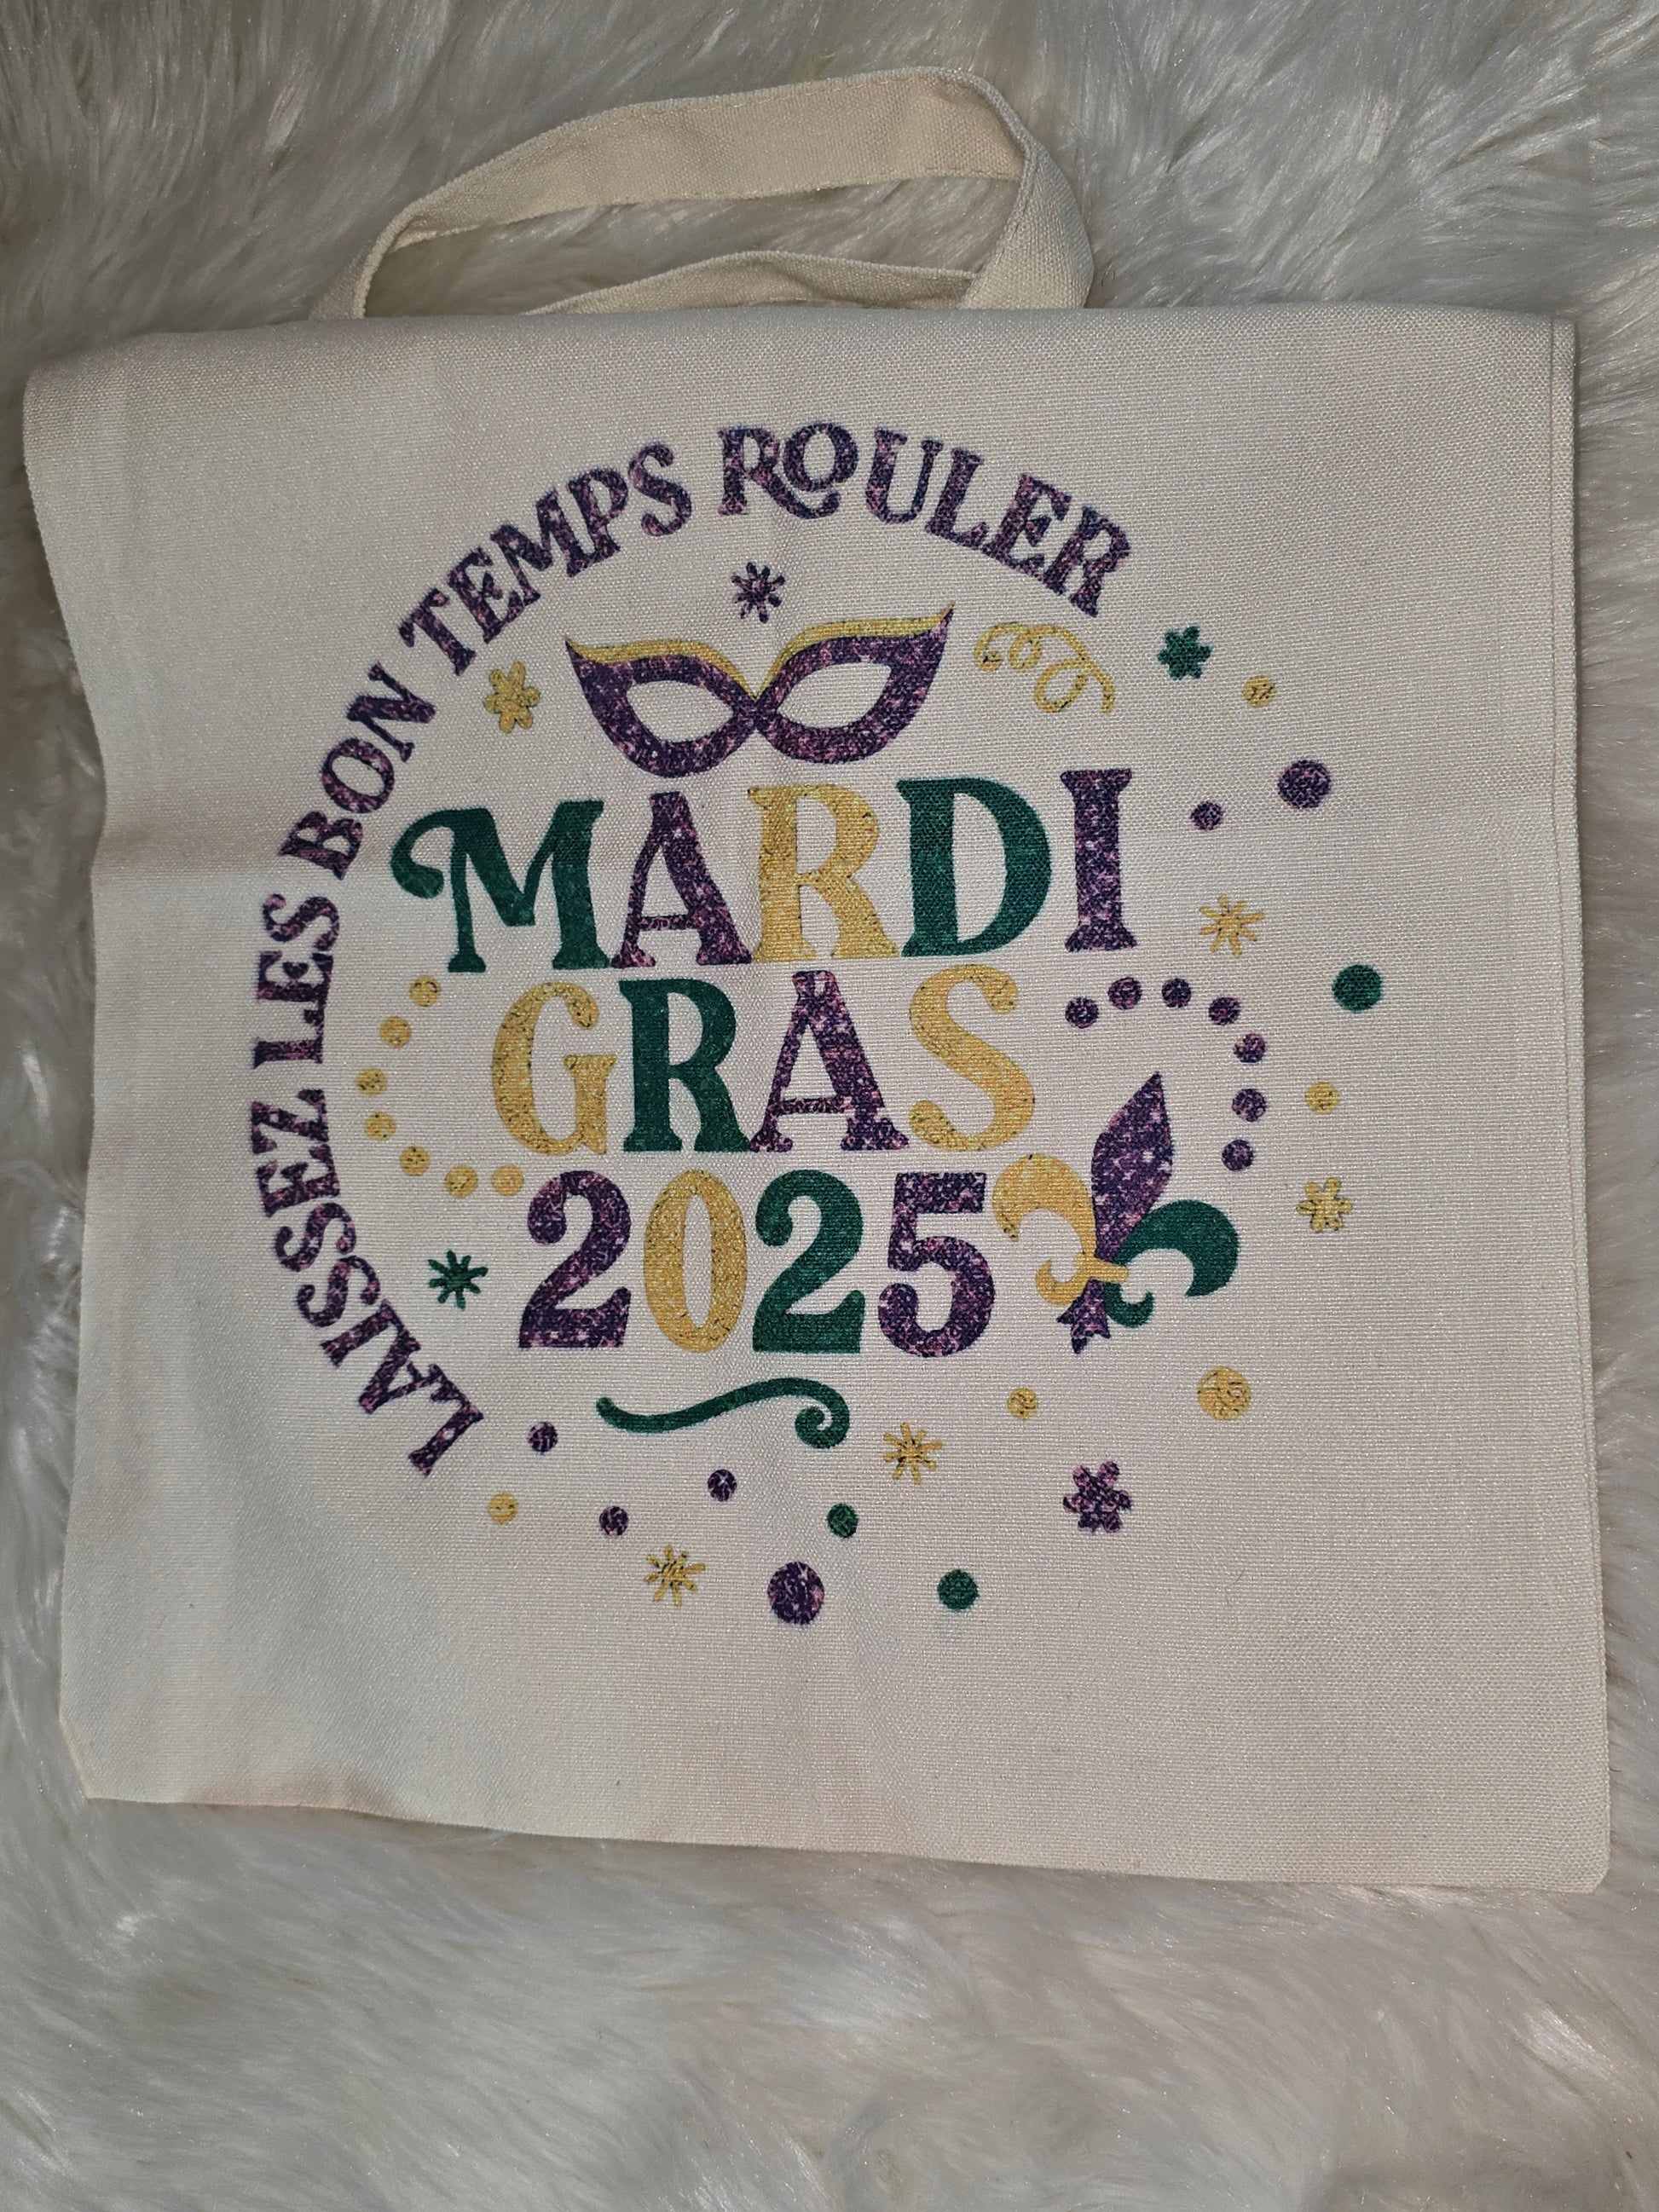 LAISSEZ LES BON TEMPS ROULER
MARDI
GRAS
2025